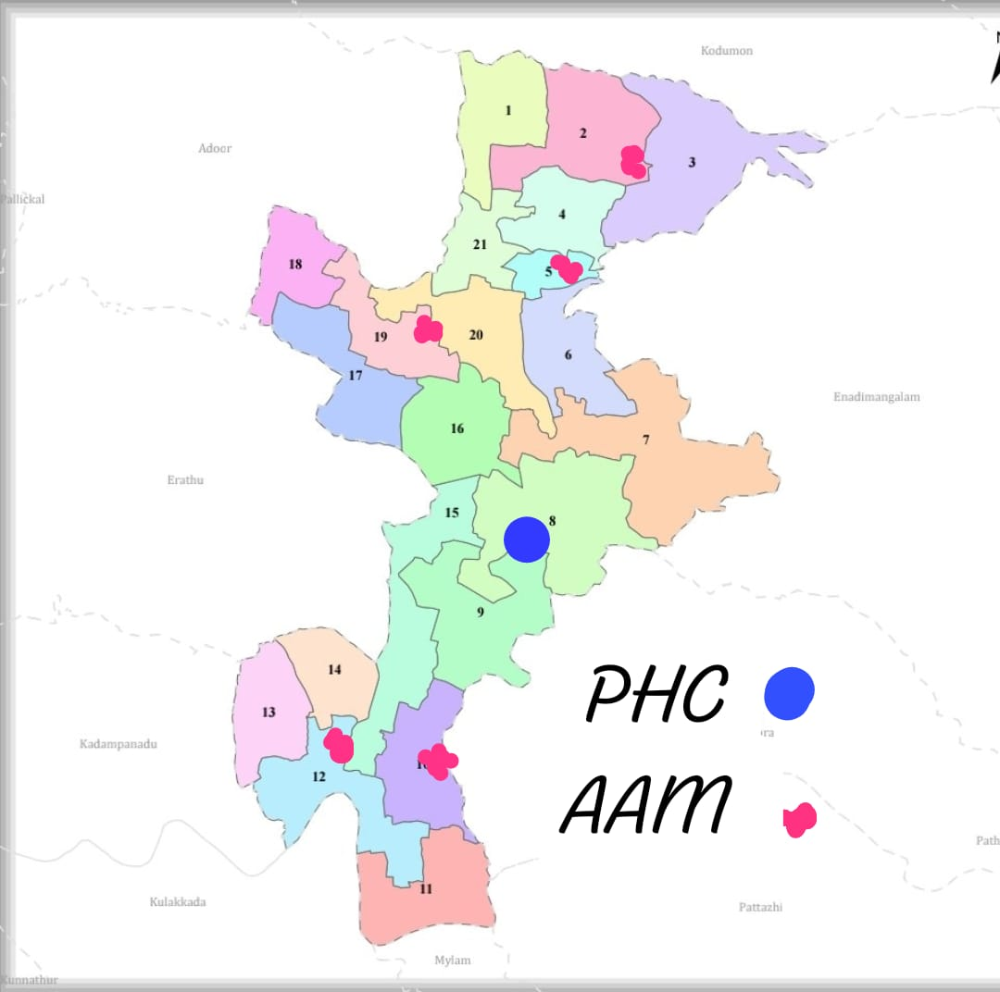 Kodumon
1
2
Adoor
3
Pallickal
4
21
18
5
19
20
6
17
Enadimangalam
16
7
Erathu
15
8
9
14
PHC
13
Kadampanadu
12
AAM
11
Kulakkada
Pattazhi
Mylam
Kunnathur